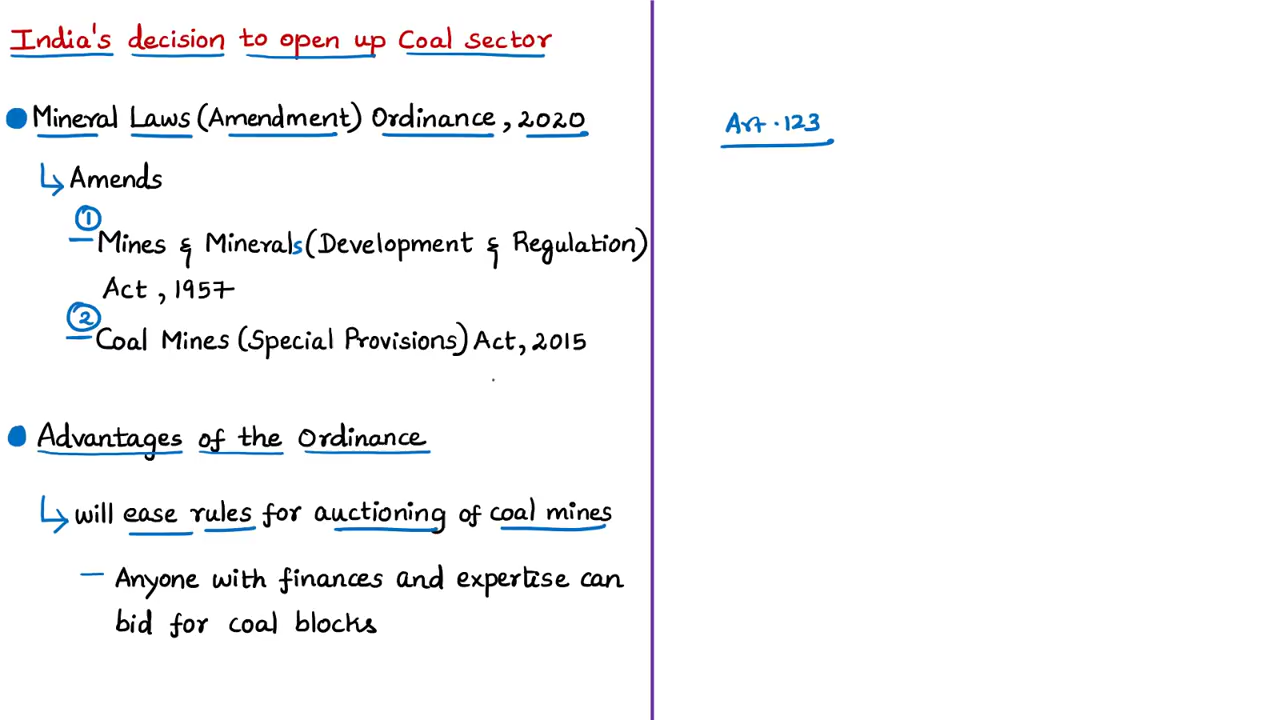 India's decision to open up Coal Sector
Mineral Laws (Amendment) Ordinance, 2020
Amends
1
Mines & Minerals (Development & Regulation)
Act, 1957
2
Coal Mines (Special Provisions) Act, 2015
Advantages of the Ordinance
will ease rules for auctioning of coal mines
Anyone with finances and expertise can
bid for coal blocks
Art. 123